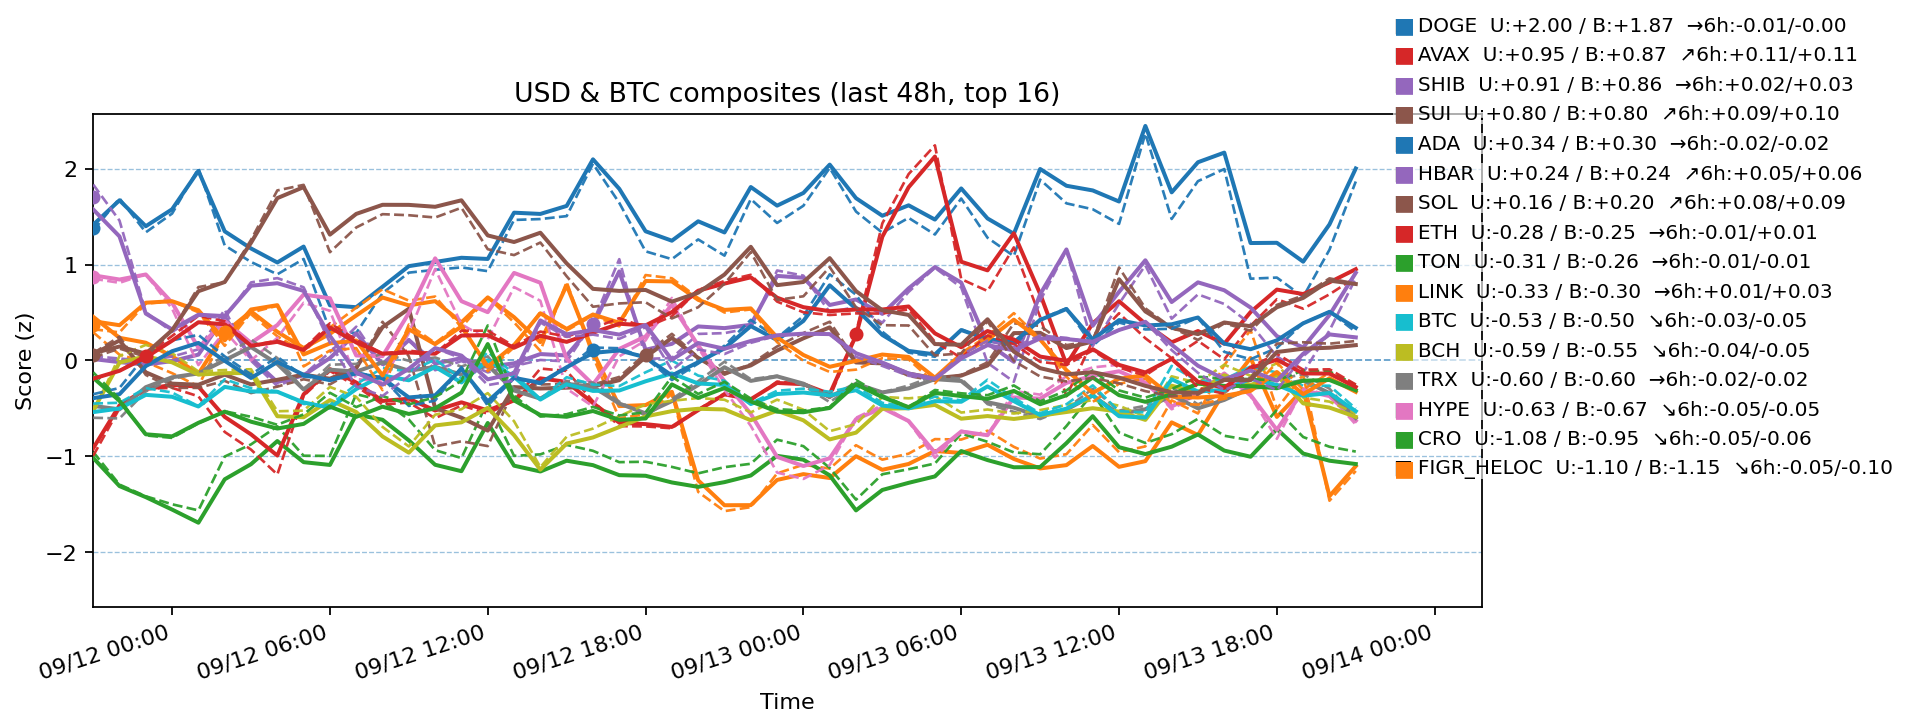 DOGE U:+2.00 / B:+1.87 →6h:-0.01/-0.00
AVAX U:+0.95 / B:+0.87 ↗6h:+0.11/+0.11
SHIB U:+0.91 / B:+0.86 →6h:+0.02/+0.03
SUI U:+0.80 / B:+0.80 ↗6h:+0.09/+0.10
ADA U:+0.34 / B:+0.30 →6h:-0.02/-0.02
HBAR U:+0.24 / B:+0.24 ↗6h:+0.05/+0.06
SOL U:+0.16 / B:+0.20 ↗6h:+0.08/+0.09
ETH U:-0.28 / B:-0.25 →6h:-0.01/+0.01
TON U:-0.31 / B:-0.26 →6h:-0.01/-0.01
LINK U:-0.33 / B:-0.30 →6h:+0.01/+0.03
BTC U:-0.53 / B:-0.50 ↘6h:-0.03/-0.05
BCH U:-0.59 / B:-0.55 ↘6h:-0.04/-0.05
TRX U:-0.60 / B:-0.60 →6h:-0.02/-0.02
HYPE U:-0.63 / B:-0.67 ↘6h:-0.05/-0.05
CRO U:-1.08 / B:-0.95 ↘6h:-0.05/-0.06
FIGR_HELOC U:-1.10 / B:-1.15 ↘6h:-0.05/-0.10
USD & BTC composites (last 48h, top 16)
Score (z)
2
1
0
−1
−2
09/12 00:00
09/12 06:00
09/12 12:00
09/12 18:00
09/13 00:00
09/13 06:00
09/13 12:00
09/13 18:00
09/14 00:00
Time